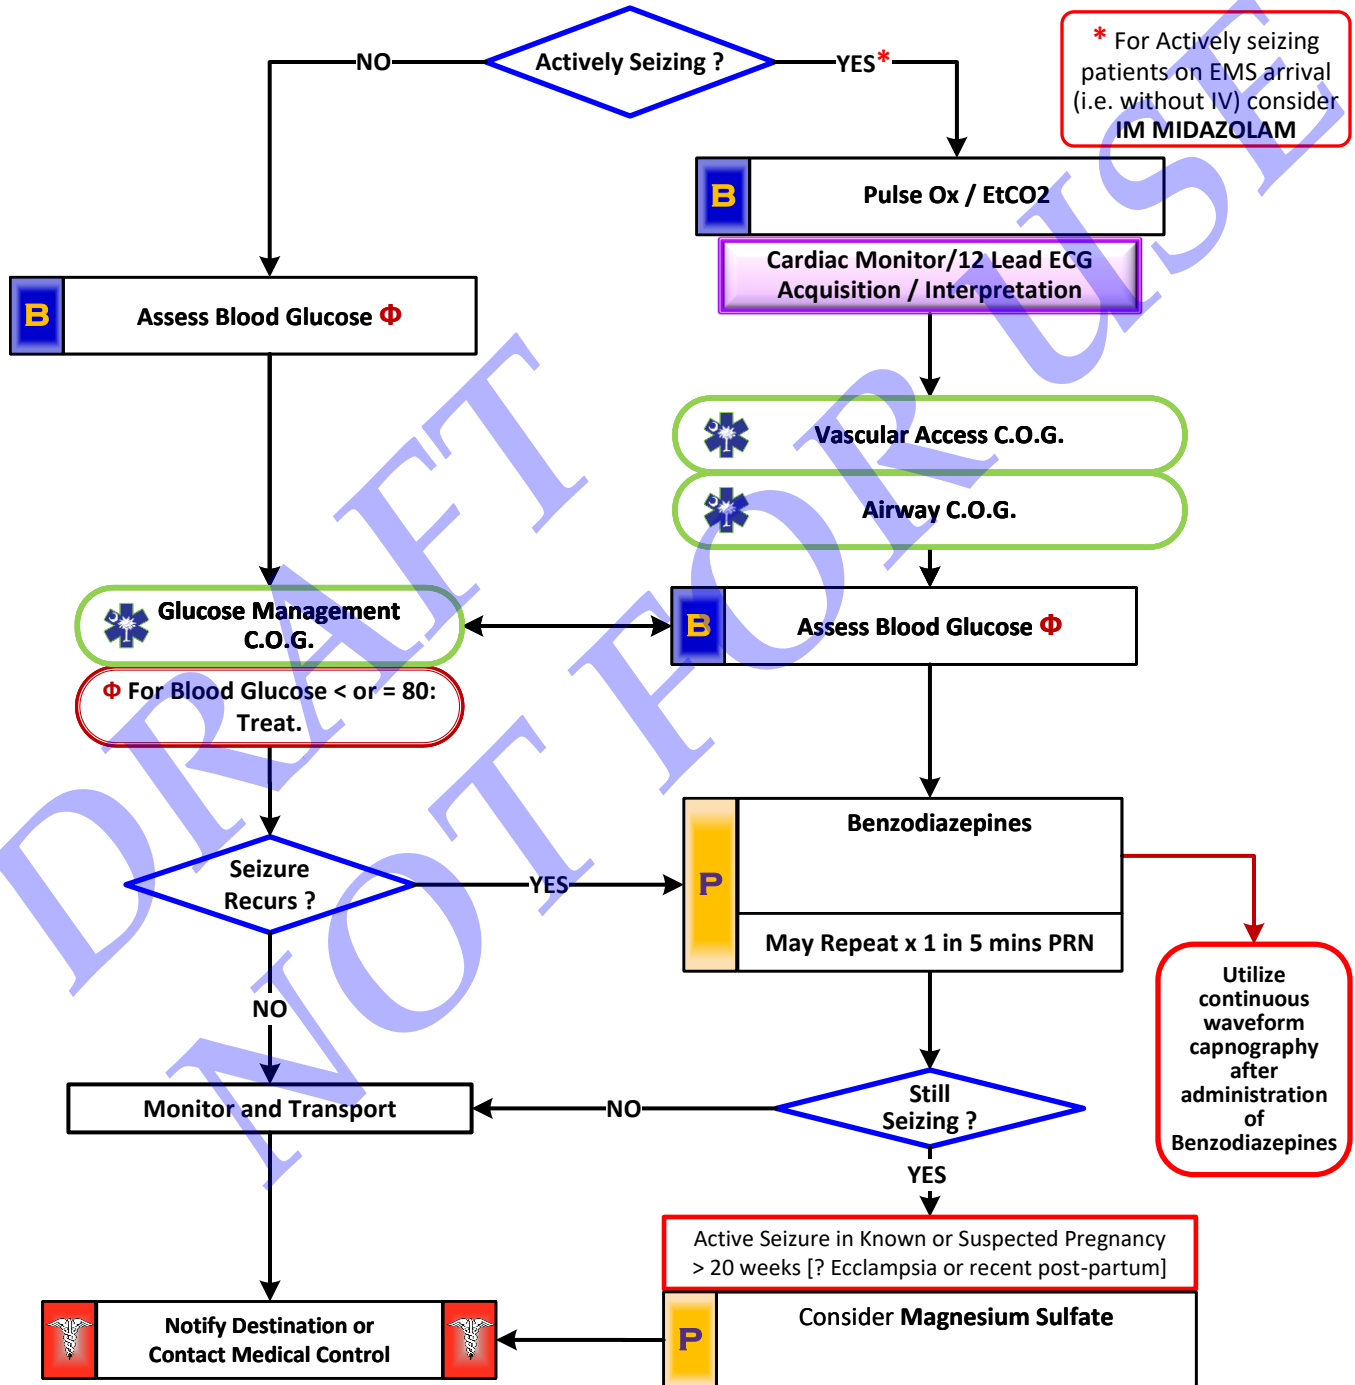 Actively Seizing ?
NO
YES*
* For Actively seizing
patients on EMS arrival
(i.e. without IV) consider
IM MIDAZOLAM
B
Pulse Ox / EtCO2
Cardiac Monitor/12 Lead ECG
Acquisition / Interpretation
B
Assess Blood Glucose Φ
Vascular Access C.O.G.
Airway C.O.G.
Glucose Management
C.O.G.
B
Assess Blood Glucose Φ
Φ For Blood Glucose < or = 80:
Treat.
Seizure
Recurs ?
YES
P
Benzodiazepines
May Repeat x 1 in 5 mins PRN
Utilize
continuous
waveform
capnography
after
administration
of
Benzodiazepines
NO
Monitor and Transport
NO
Still
Seizing ?
YES
Active Seizure in Known or Suspected Pregnancy
> 20 weeks [? Ecclampsia or recent post-partum]
P
Consider Magnesium Sulfate
Notify Destination or
Contact Medical Control
DRAFT
NOT FOR USE